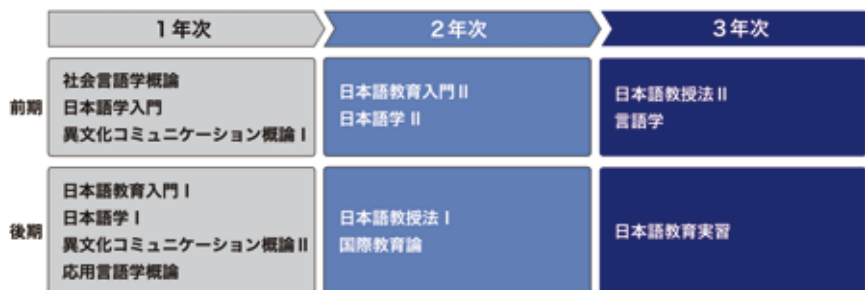 1年次
2年次
3年次
前期
社会言語学概論
日本語学入門
異文化コミュニケーション概論 I
日本語教育入門 II
日本語学 II
日本語教授法 II
言語学
後期
日本語教育入門 I
日本語学 I
異文化コミュニケーション概論 II
応用言語学概論
日本語教授法 I
国際教育論
日本語教育実習